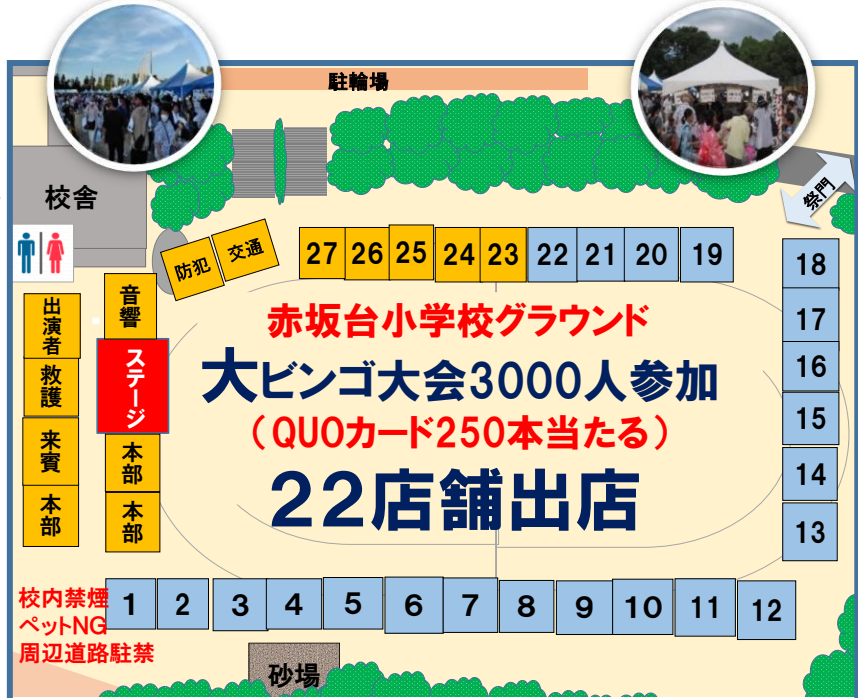 駐輪場
校舎
祭門
防犯
交通
27 26 25 24 23 22 21 20 19
18
17
16
15
14
13
音響
ステージ
本部
本部
出演者
救護
来賓
本部
赤坂台小学校グラウンド
大ビンゴ大会3000人参加
（QUOカード250本当たる）
22店舗出店
1 2 3 4 5 6 7 8 9 10 11 12
校内禁煙
ペットNG
周辺道路駐禁
砂場